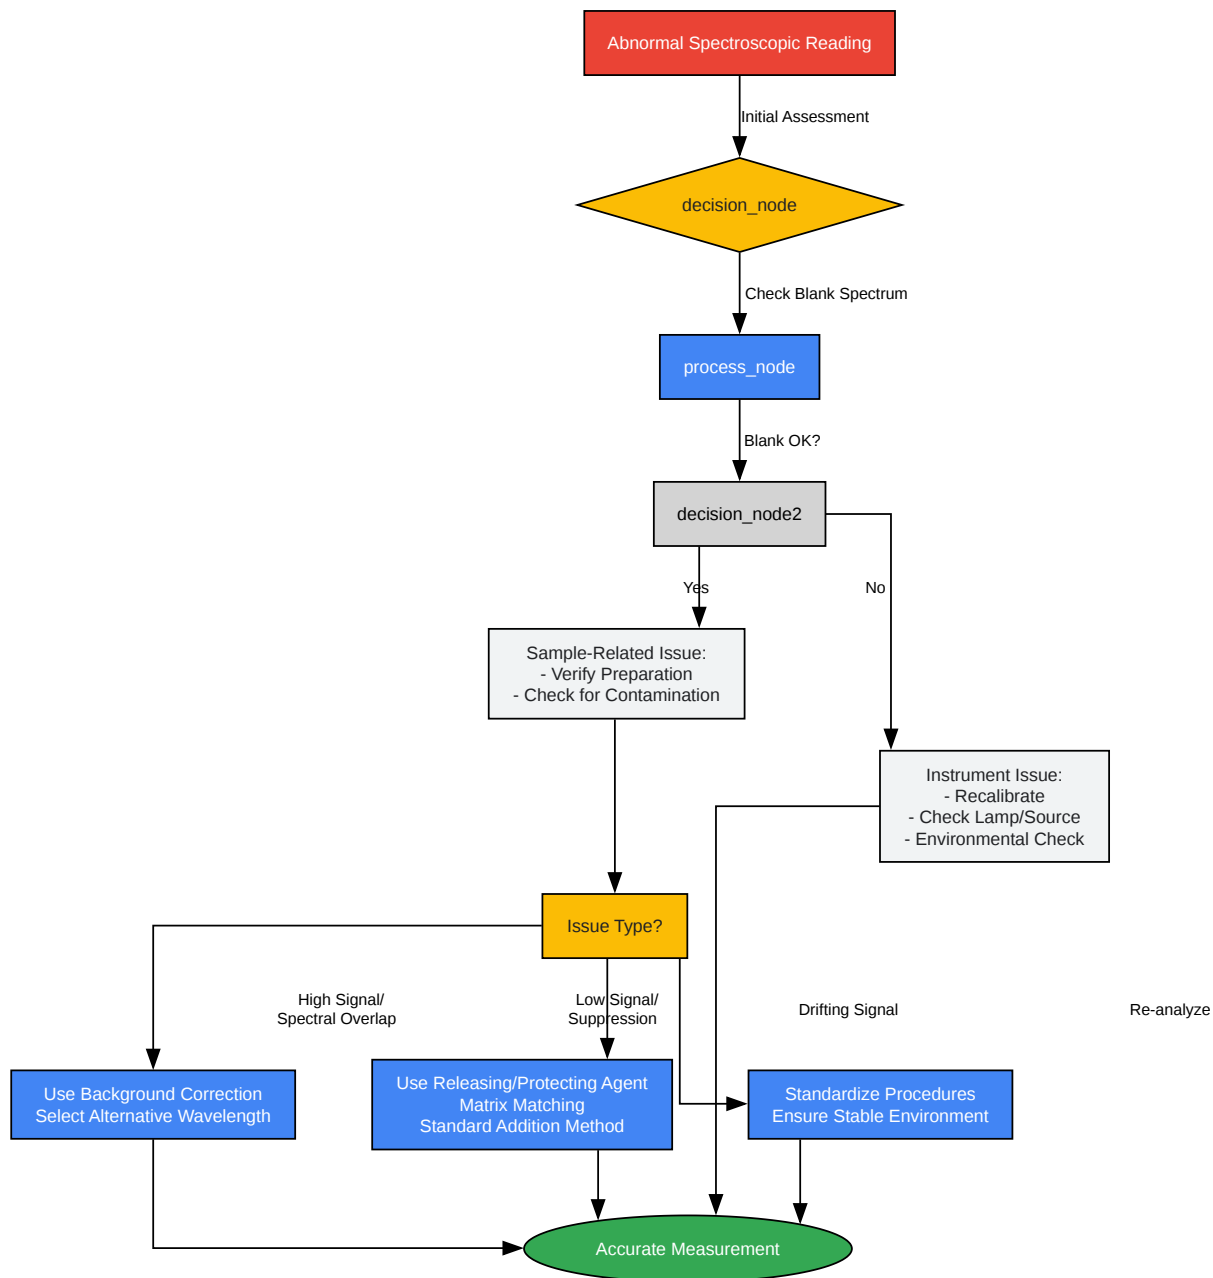 Abnormal Spectroscopic Reading
Initial Assessment
decision_node
Check Blank Spectrum
process_node
Blank OK?
decision_node2
Yes
No
Sample-Related Issue:
- Verify Preparation
- Check for Contamination
Instrument Issue:
- Recalibrate
- Check Lamp/Source
- Environmental Check
Issue Type?
High Signal/
Spectral Overlap
Low Signal/
Suppression
Drifting Signal
Re-analyze
Use Background Correction
Select Alternative Wavelength
Use Releasing/Protecting Agent
Matrix Matching
Standard Addition Method
Standardize Procedures
Ensure Stable Environment
Accurate Measurement